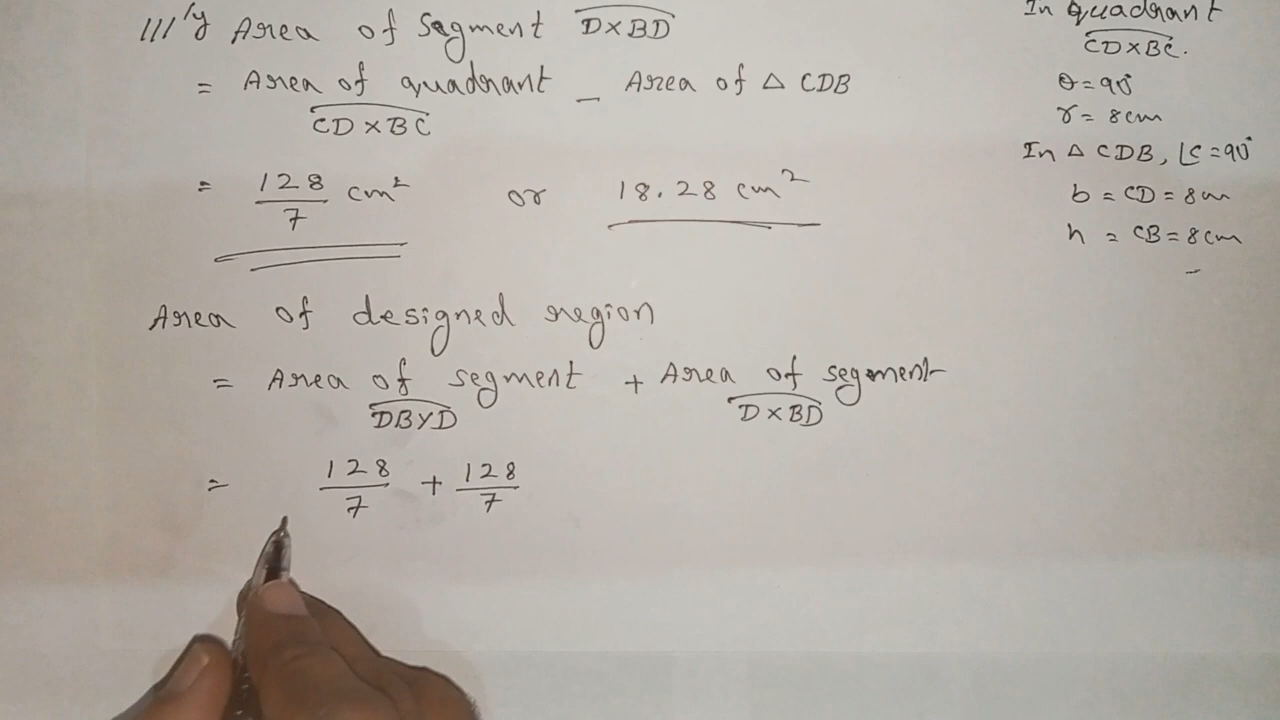 III ly Area of Segment DXBD
= Area of quadrant CDXBC − Area of △ CDB
= 128/7 cm² or 18.28 cm²
Area of designed region
= Area of segment DBYD + Area of segment DXBD
= 128/7 + 128/7
In quadrant
CDXBC.
θ = 90°
r = 8cm
In △ CDB, ∠C = 90°
b = CD = 8cm
h = CB = 8cm